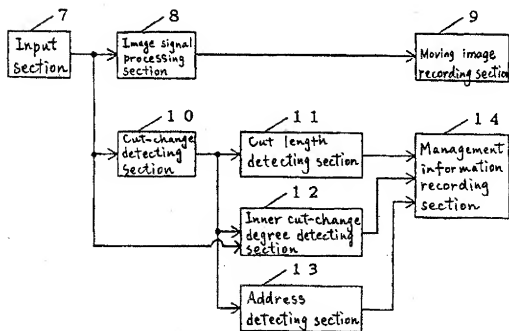 7
Input
section
8
Image signal
processing
section
9
Moving image
recording section
10
Cut-change
detecting
section
11
Cut length
detecting section
12
Inner cut-change
degree detecting
section
13
Address
detecting section
14
Management
information
recording
section